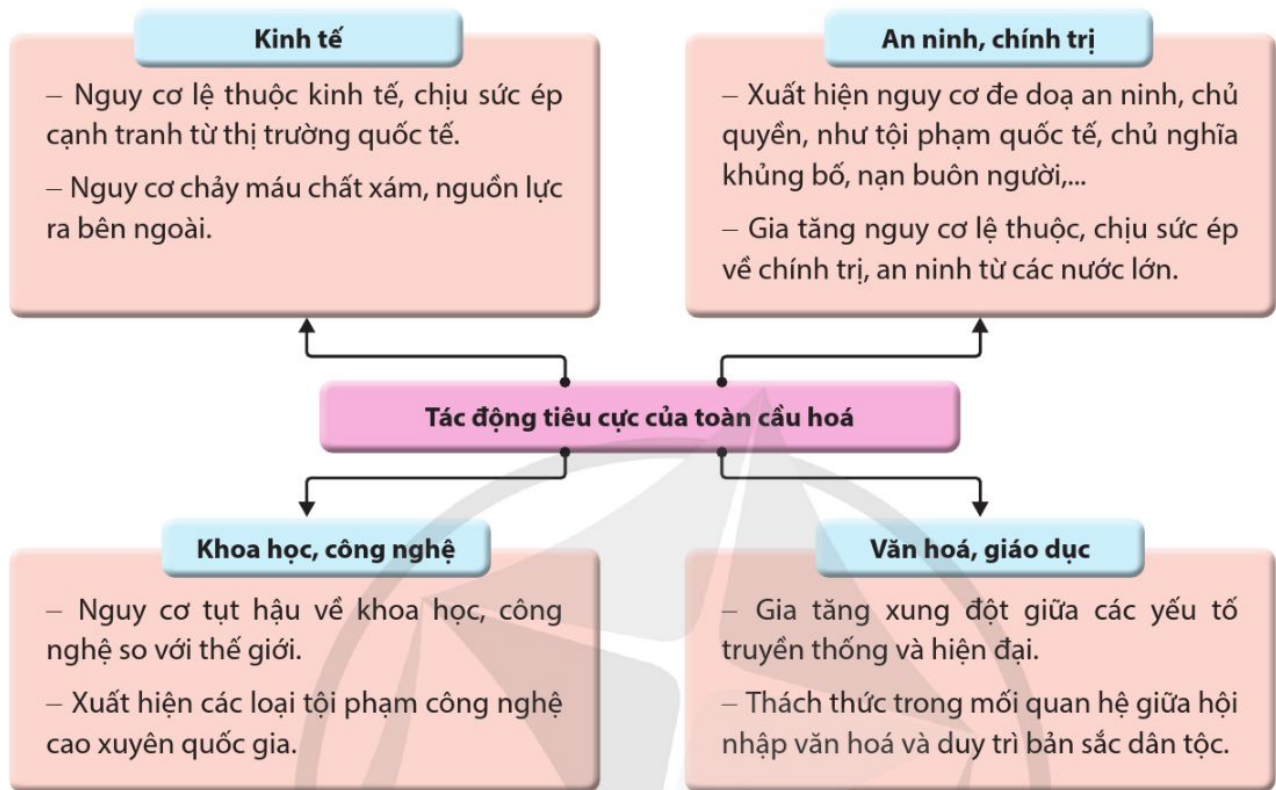 Kinh tế
– Nguy cơ lệ thuộc kinh tế, chịu sức ép
cạnh tranh từ thị trường quốc tế.
– Nguy cơ chảy máu chất xám, nguồn lực
ra bên ngoài.
An ninh, chính trị
– Xuất hiện nguy cơ đe doạ an ninh, chủ
quyền, như tội phạm quốc tế, chủ nghĩa
khủng bố, nạn buôn người,...
– Gia tăng nguy cơ lệ thuộc, chịu sức ép
về chính trị, an ninh từ các nước lớn.
Tác động tiêu cực của toàn cầu hoá
Khoa học, công nghệ
– Nguy cơ tụt hậu về khoa học, công
nghệ so với thế giới.
– Xuất hiện các loại tội phạm công nghệ
cao xuyên quốc gia.
Văn hoá, giáo dục
– Gia tăng xung đột giữa các yếu tố
truyền thống và hiện đại.
– Thách thức trong mối quan hệ giữa hội
nhập văn hoá và duy trì bản sắc dân tộc.